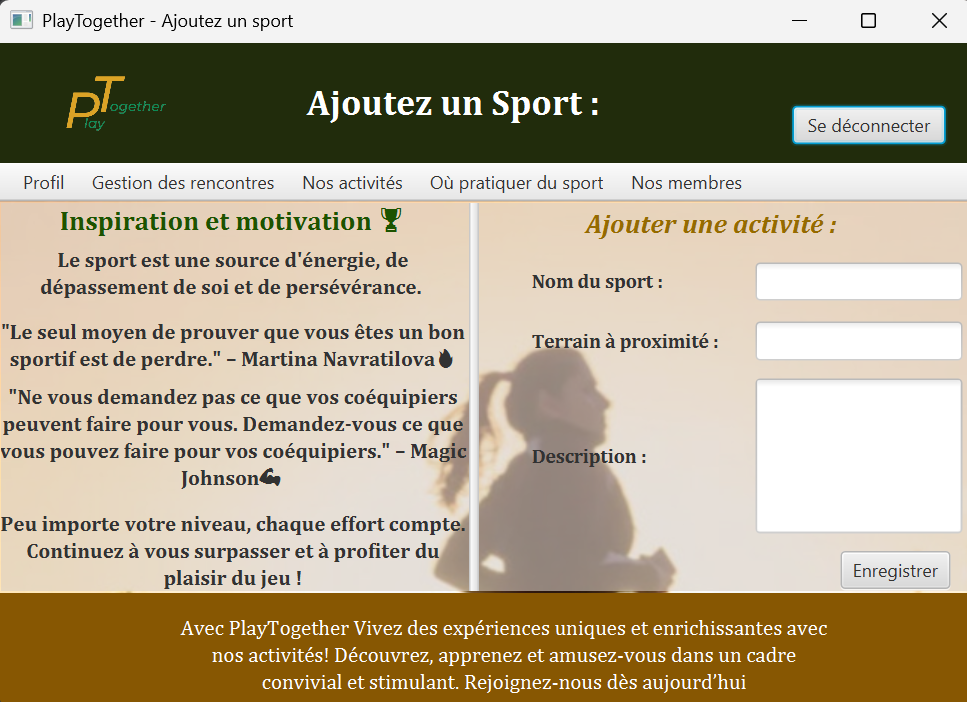 PlayTogether - Ajoutez un sport
PT
ogether
lay
Ajoutez un Sport :
Se déconnecter
Profil
Gestion des rencontres
Nos activités
Où pratiquer du sport
Nos membres
Inspiration et motivation
Le sport est une source d'énergie, de
dépassement de soi et de persévérance.
"Le seul moyen de prouver que vous êtes un bon
sportif est de perdre." – Martina Navratilova
"Ne vous demandez pas ce que vos coéquipiers
peuvent faire pour vous. Demandez-vous ce que
vous pouvez faire pour vos coéquipiers." – Magic
Johnson
Peu importe votre niveau, chaque effort compte.
Continuez à vous surpasser et à profiter du
plaisir du jeu !
Ajouter une activité :
Nom du sport :
Terrain à proximité :
Description :
Enregistrer
Avec PlayTogether Vivez des expériences uniques et enrichissantes avec
nos activités! Découvrez, apprenez et amusez-vous dans un cadre
convivial et stimulant. Rejoignez-nous dès aujourd’hui